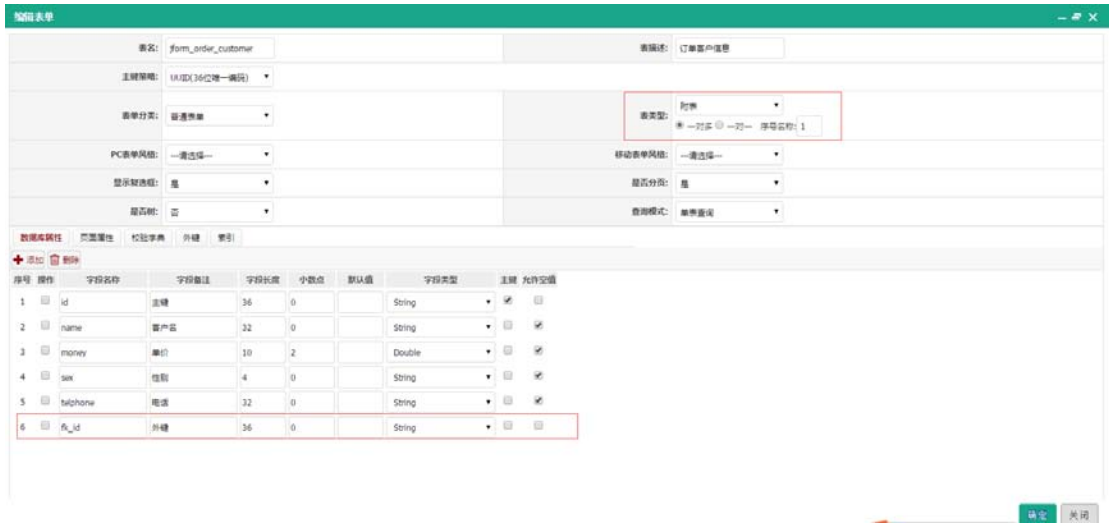 编辑表单
表名: jform_order_customer 表描述: 订单客户信息
主键策略: UUID(36位唯一编码)
表单分类: 普通表单 表类型: 附表
一对多 一对一 序号名称: 1
PC表单风格: ---请选择--- 移动表单风格: ---请选择---
显示复选框: 是 是否分页: 是
是否树: 否 查询模式: 单表查询
数据库属性 页面属性 校验字典 外键 索引
添加 删除
序号 操作 字段名称 字段备注 字段长度 小数点 默认值 字段类型 主键 允许空值
1 id 主键 36 0 String
2 name 客户名 32 0 String
3 money 单价 10 2 Double
4 sex 性别 4 0 String
5 telphone 电话 32 0 String
6 fk_id 外键 36 0 String
确定 关闭